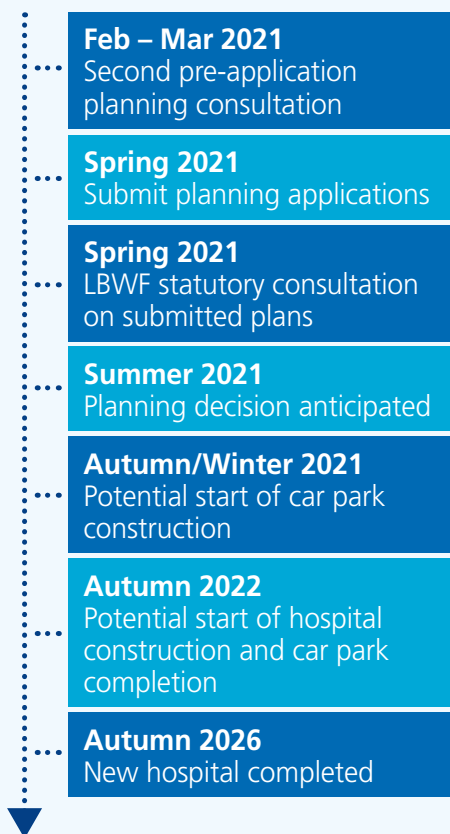 Feb – Mar 2021
Second pre-application
planning consultation
Spring 2021
Submit planning applications
Spring 2021
LBWF statutory consultation
on submitted plans
Summer 2021
Planning decision anticipated
Autumn/Winter 2021
Potential start of car park
construction
Autumn 2022
Potential start of hospital
construction and car park
completion
Autumn 2026
New hospital completed